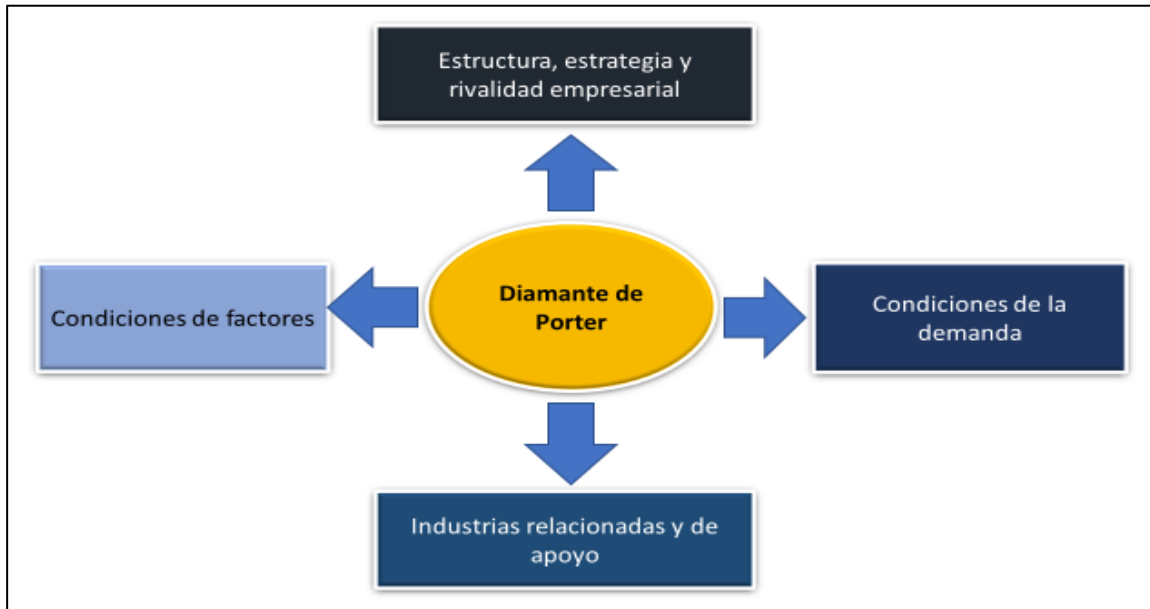 Estructura, estrategia y
rivalidad empresarial
Condiciones de factores
Diamante de
Porter
Condiciones de la
demanda
Industrias relacionadas y de
apoyo